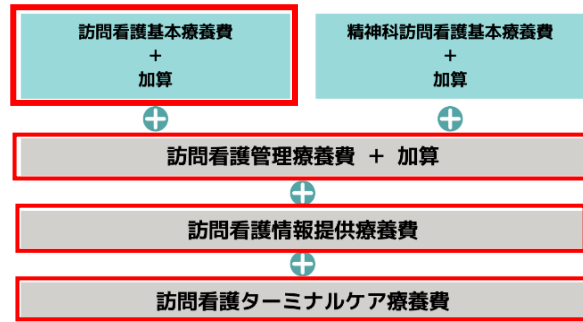 訪問看護基本療養費
+
加算
精神科訪問看護基本療養費
+
加算
訪問看護管理療養費 + 加算
訪問看護情報提供療養費
訪問看護ターミナルケア療養費